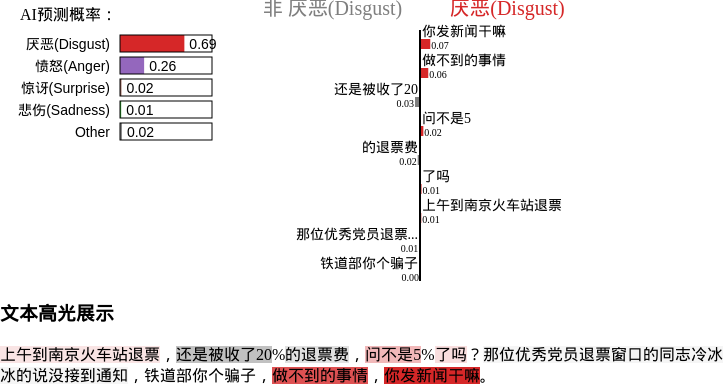 AI预测概率：
厌恶(Disgust) 0.69
愤怒(Anger) 0.26
惊讶(Surprise) 0.02
悲伤(Sadness) 0.01
Other 0.02
非 厌恶(Disgust) 厌恶(Disgust)
你发新闻干嘛
0.07
做不到的事情
0.06
还是被收了20
0.03
问不是5
0.02
的退票费
0.02
了吗
0.01
上午到南京火车站退票
0.01
那位优秀党员退票...
0.01
铁道部你个骗子
0.00
文本高光展示
上午到南京火车站退票，还是被收了20%的退票费，问不是5%了吗？那位优秀党员退票窗口的同志冷冰
冰的说没接到通知，铁道部你个骗子，做不到的事情，你发新闻干嘛。